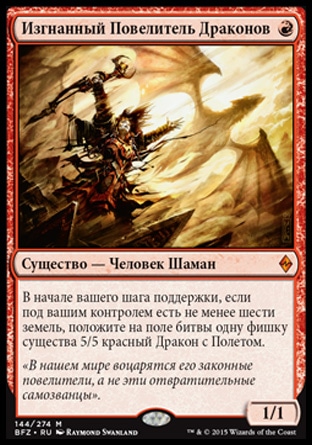 Изгнанный Повелитель Драконов
Существо — Человек Шаман
В начале вашего шага поддержки, если
под вашим контролем есть не менее шести
земель, положите на поле битвы одну фишку
существа 5/5 красный Дракон с Полетом.
«В нашем мире воцарятся его законные
повелители, а не эти отвратительные
самозванцы».
1/1
144/274 M
BFZ • RU RAYMOND SWANLAND
™ & © 2015 Wizards of the Coast